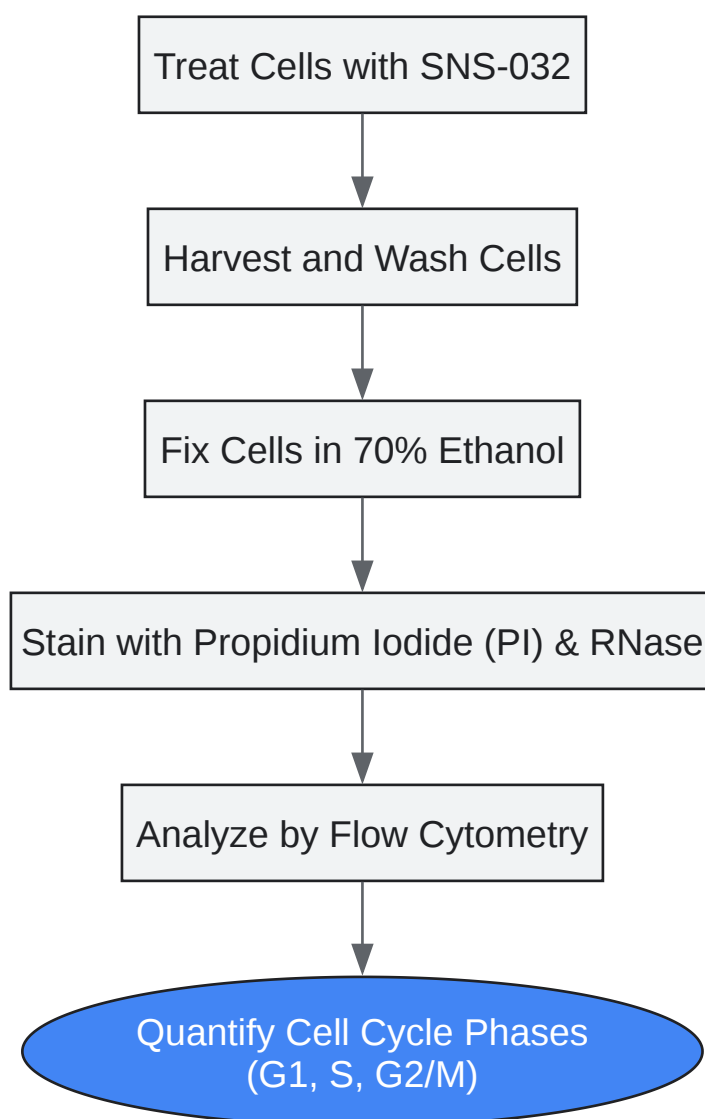 Treat Cells with SNS-032
Harvest and Wash Cells
Fix Cells in 70% Ethanol
Stain with Propidium Iodide (PI) & RNase
Analyze by Flow Cytometry
Quantify Cell Cycle Phases
(G1, S, G2/M)